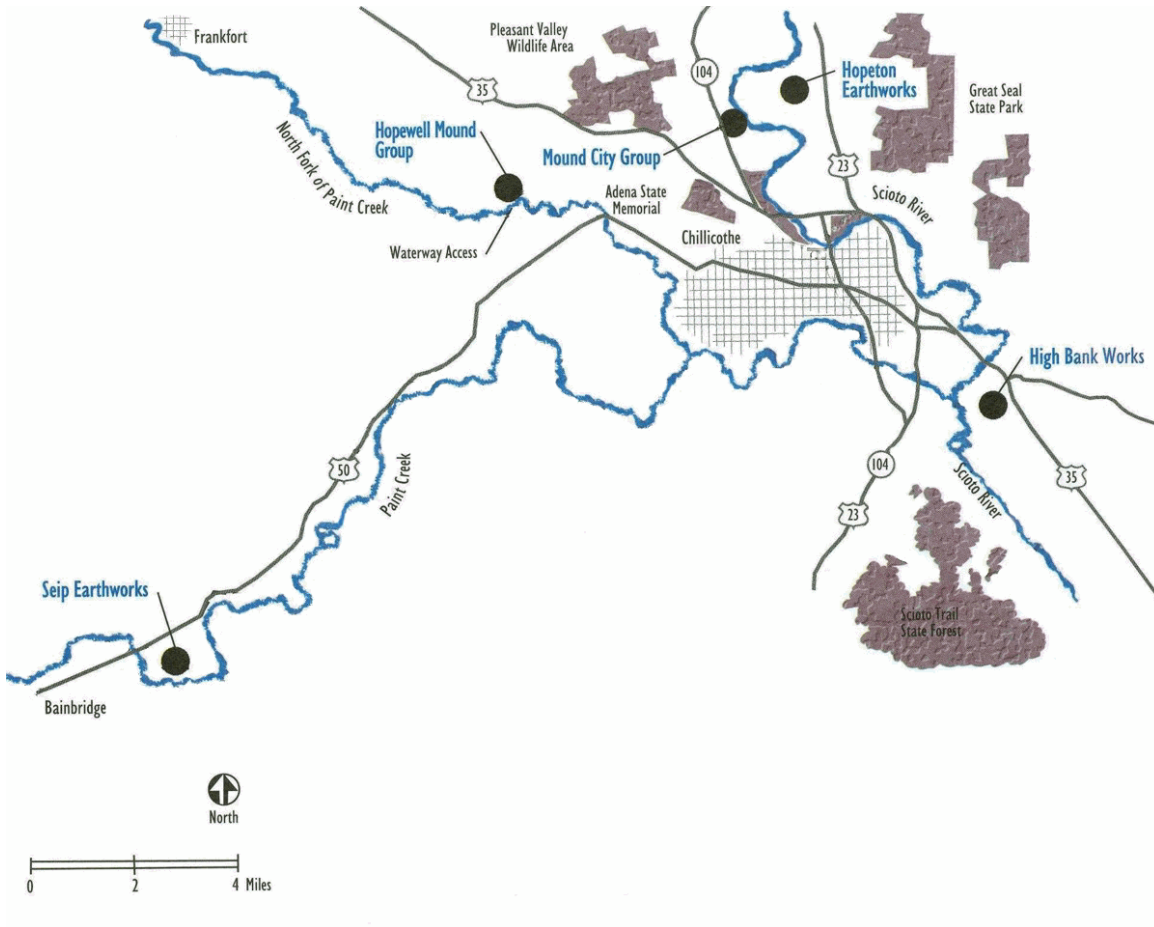 Frankfort
Pleasant Valley
Wildlife Area
104
Hopeton
Earthworks
35
Great Seal
State Park
Hopewell Mound
Group
Mound City Group
North Fork of Paint Creek
23
Scioto River
Adena State
Memorial
Waterway Access
Chillicothe
High Bank Works
50
Paint Creek
104
Scioto River
35
23
Seip Earthworks
Scioto Trail
State Forest
Bainbridge
North
0
2
4 Miles